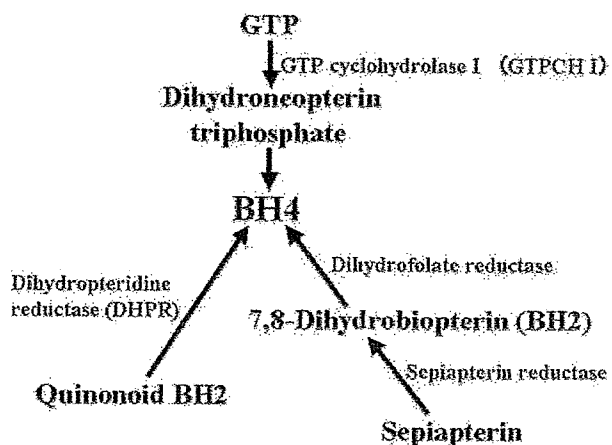 GTP
GTP cyclohydrolase I (GTPCH I)
Dihydroneopterin
triphosphate
BH4
Dihydropteridine
reductase (DHPR)
Dihydrofolate reductase
7,8-Dihydrobiopterin (BH2)
Quinonoid BH2
Sepiapterin reductase
Sepiapterin